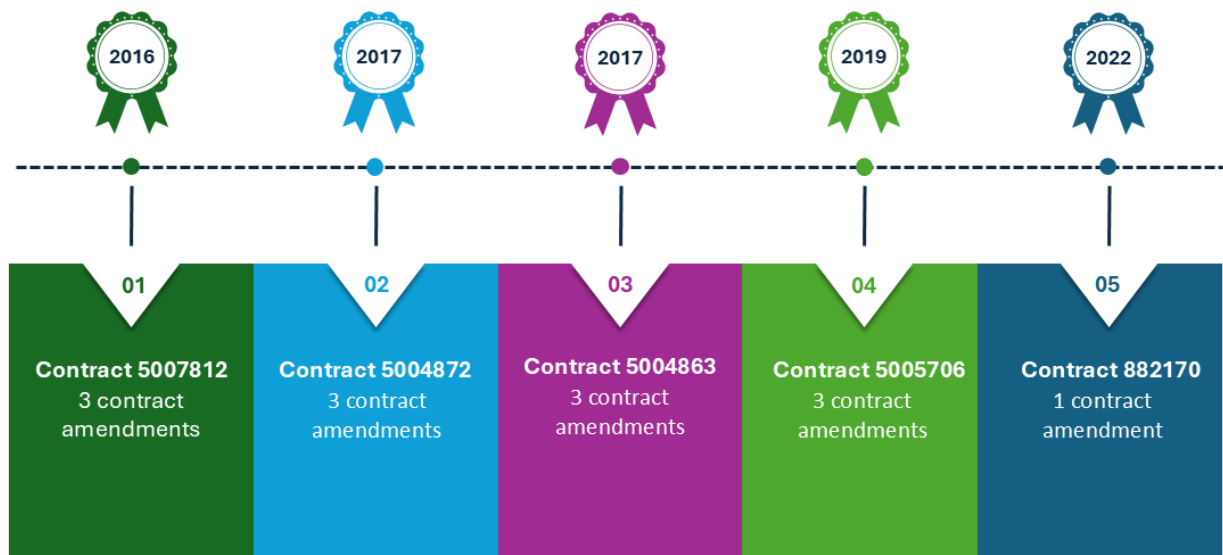 2016
2017
2017
2019
2022
01
02
03
04
05
Contract 5007812
3 contract
amendments
Contract 5004872
3 contract
amendments
Contract 5004863
3 contract
amendments
Contract 5005706
3 contract
amendments
Contract 882170
1 contract
amendment